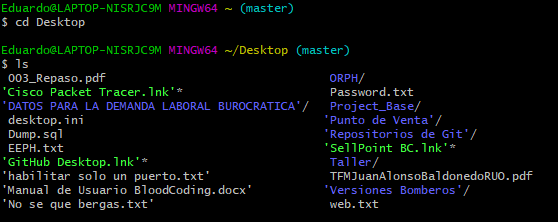 Eduardo@LAPTOP-NISRJC9M MINGW64 ~ (master)
$ cd Desktop
Eduardo@LAPTOP-NISRJC9M MINGW64 ~/Desktop (master)
$ ls
003_Repaso.pdf ORPH/
'Cisco Packet Tracer.lnk'* Password.txt
'DATOS PARA LA DEMANDA LABORAL BUROCRATICA'/ Project_Base/
desktop.ini 'Punto de Venta'/
Dump.sql 'Repositorios de Git'/
EEPH.txt 'SellPoint BC.lnk'*
'GitHub Desktop.lnk'* Taller/
'habilitar solo un puerto.txt' TFMJuanAlonsoBaldonedoRUO.pdf
'Manual de Usuario BloodCoding.docx' 'Versiones Bomberos'/
'No se que bergas.txt' web.txt